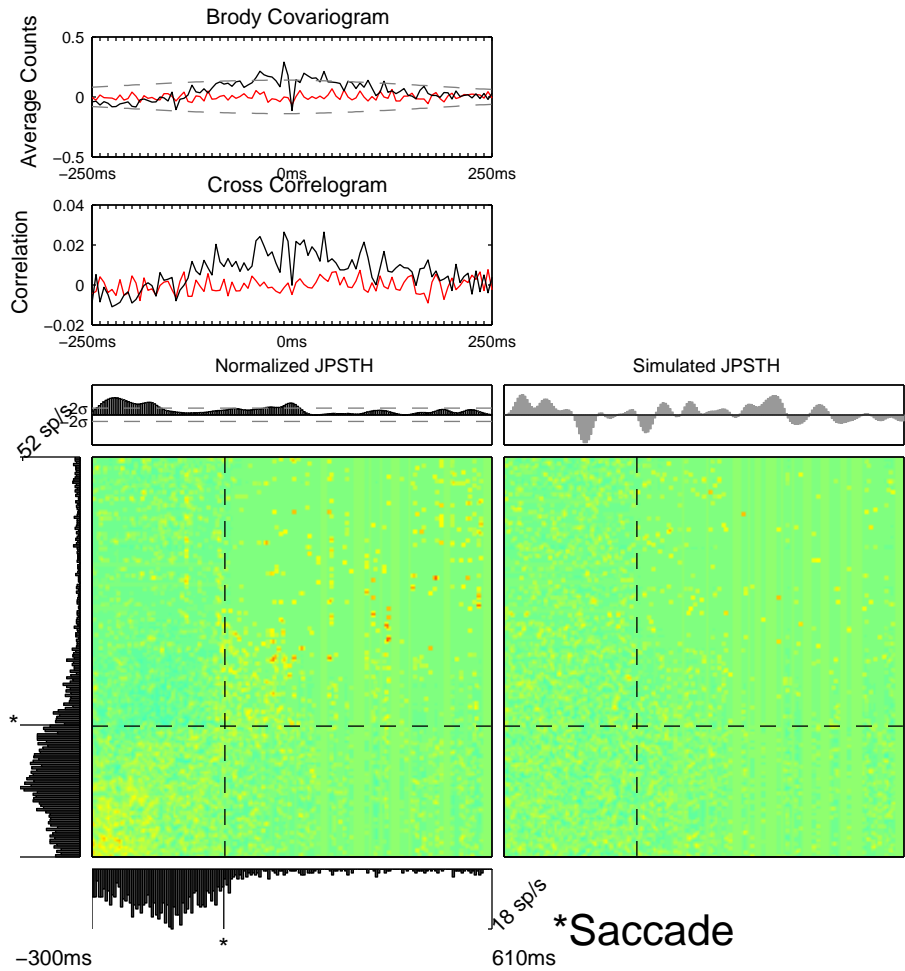 Brody Covariogram
Average Counts
0.5
0
−0.5
−250ms
0ms
250ms
Cross Correlogram
Correlation
0.04
0.02
0
−0.02
−250ms
0ms
250ms
Normalized JPSTH
Simulated JPSTH
2σ
−2σ
52 sp/s
*
*
18 sp/s
*Saccade
−300ms
610ms